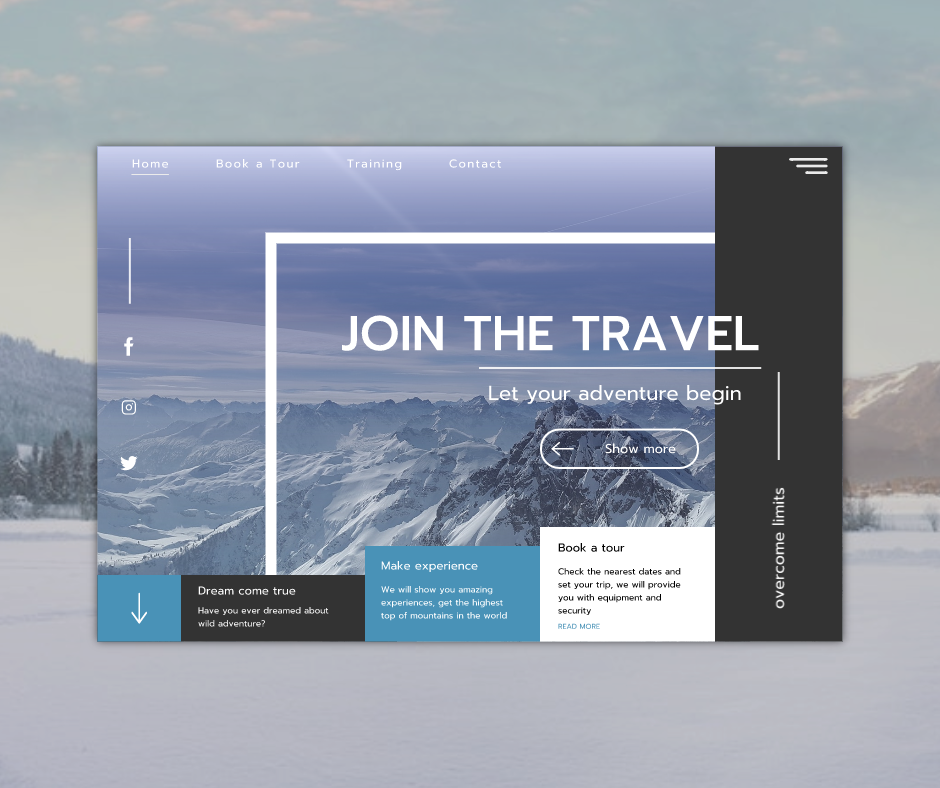 Home Book a Tour Training Contact
JOIN THE TRAVEL
Let your adventure begin
Show more
overcome limits
Dream come true
Have you ever dreamed about
wild adventure?
Make experience
We will show you amazing
experiences, get the highest
top of mountains in the world
Book a tour
Check the nearest dates and
set your trip, we will provide
you with equipment and
security
READ MORE